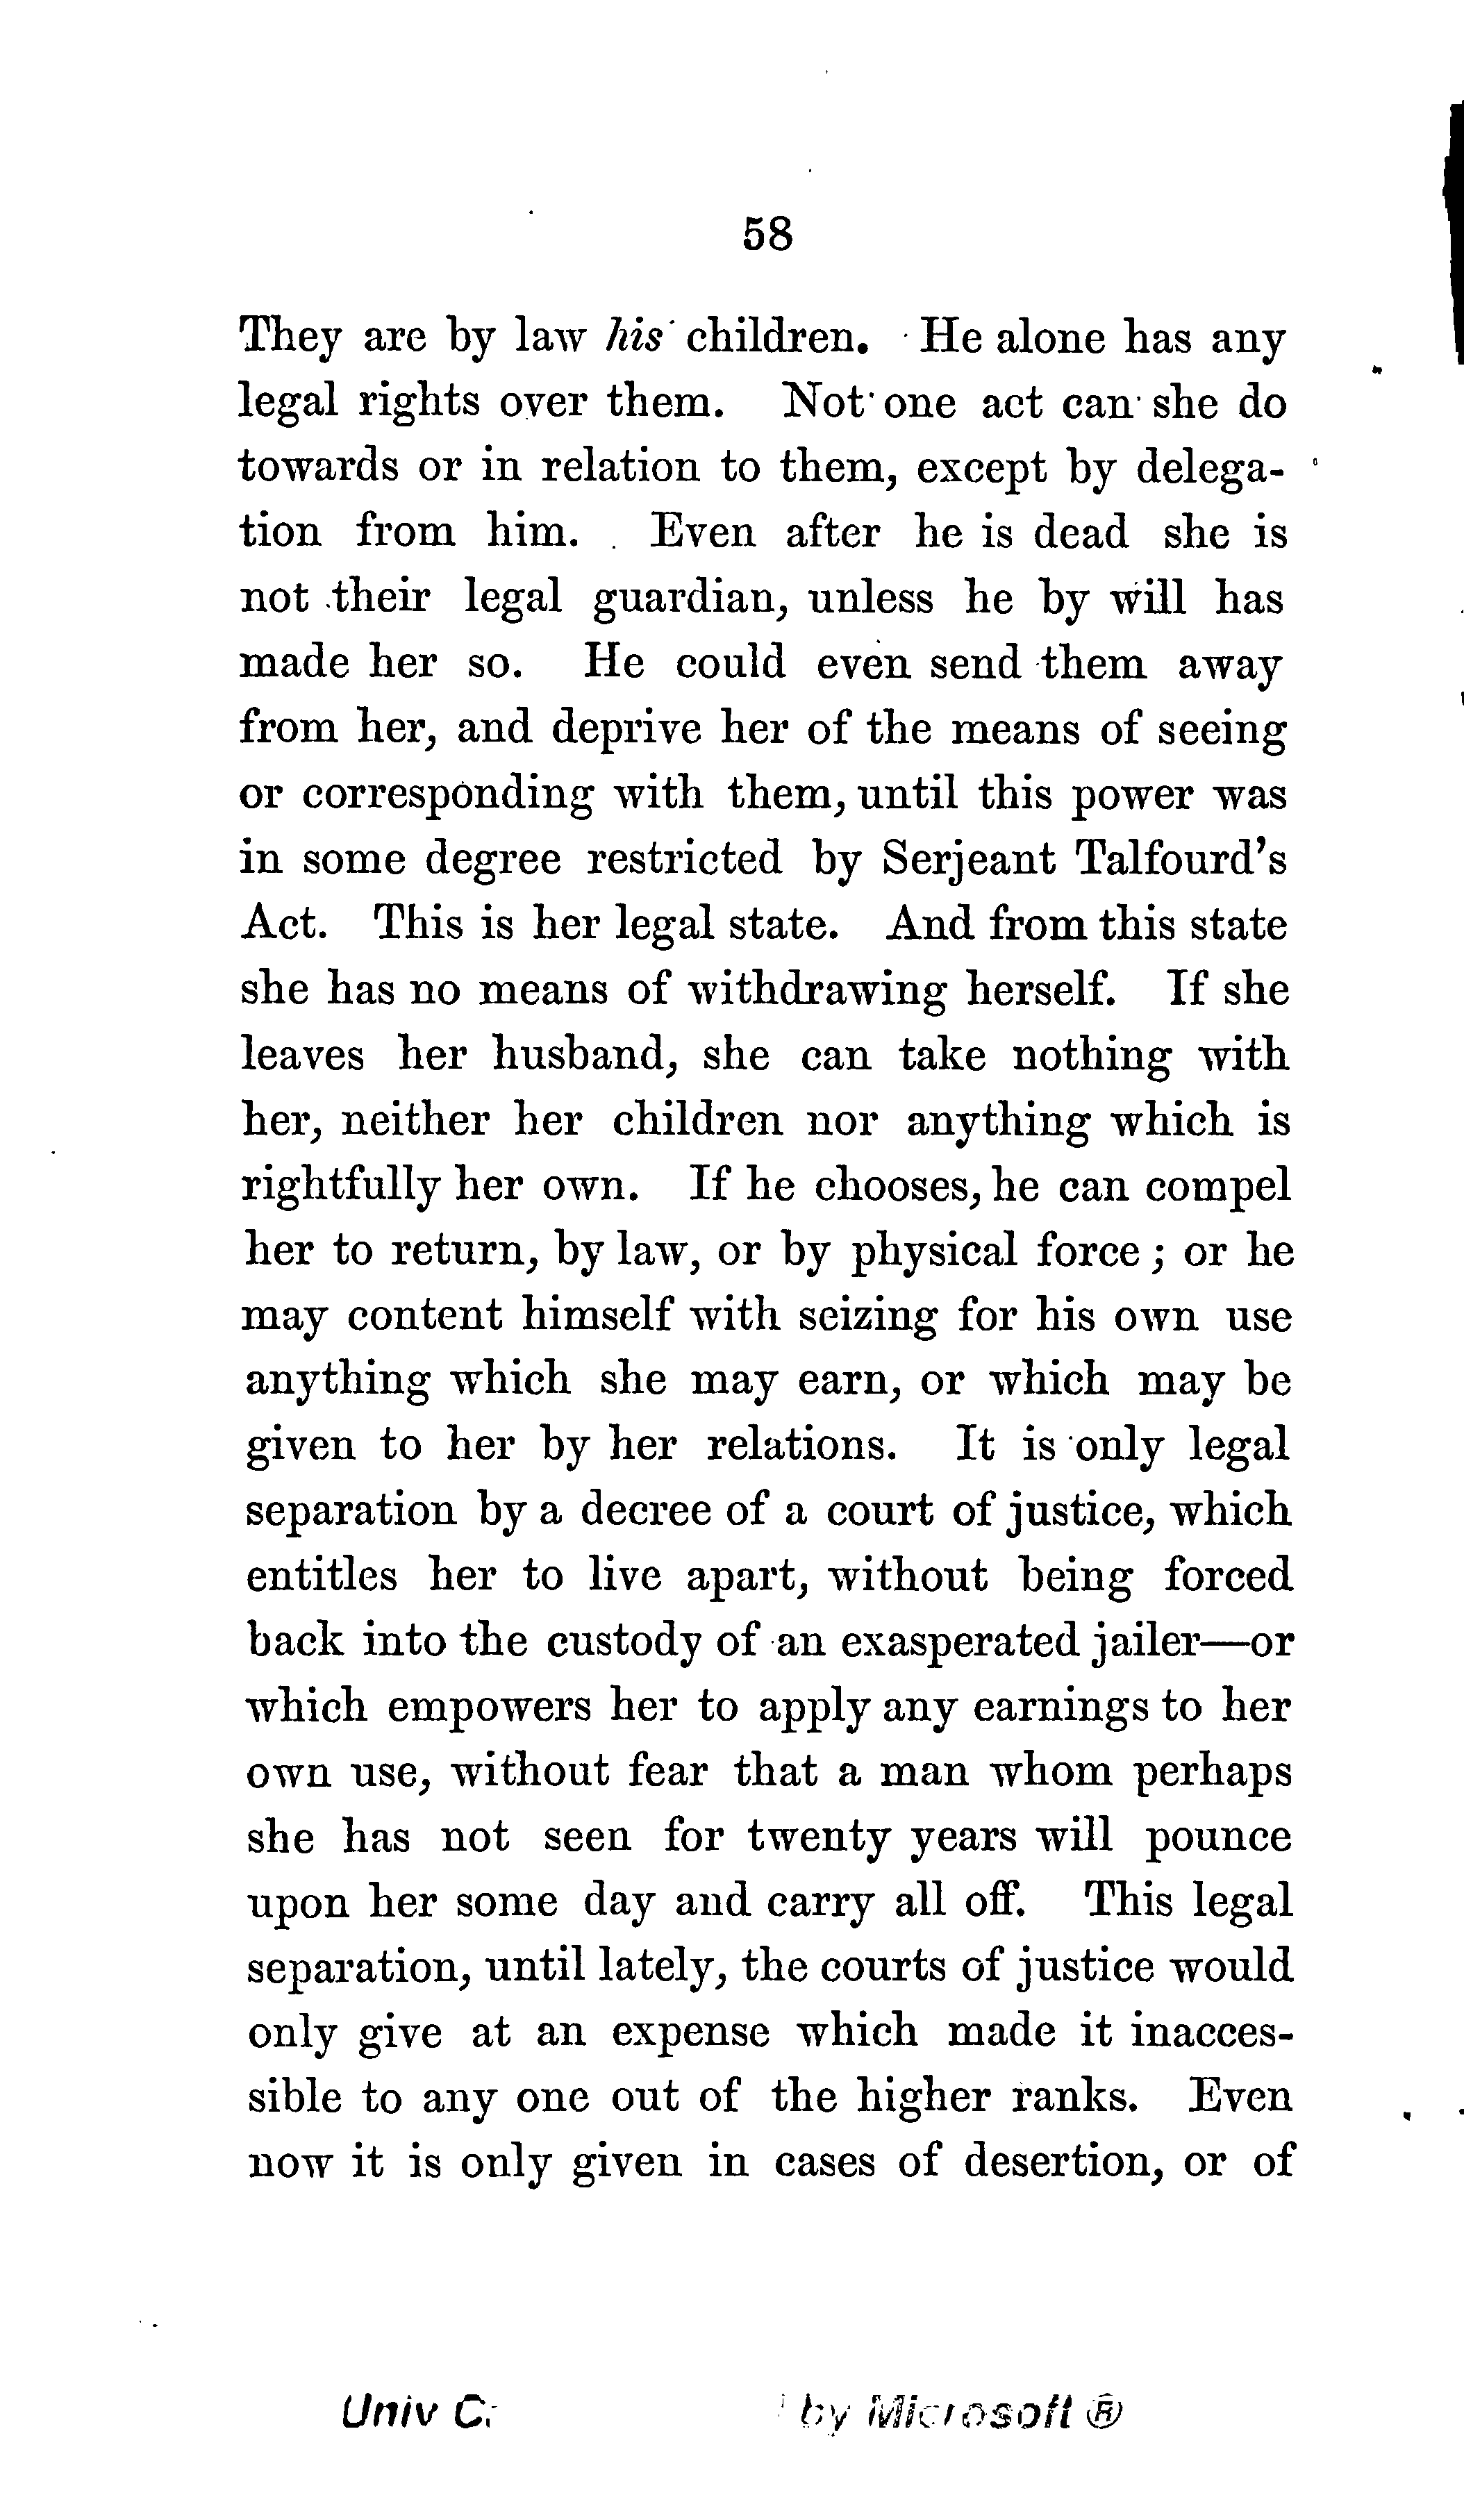 58
They are by law his children. He alone has any
legal rights over them. Not one act can she do
towards or in relation to them, except by delega-
tion from him. Even after he is dead she is
not their legal guardian, unless he by will has
made her so. He could even send them away
from her, and deprive her of the means of seeing
or corresponding with them, until this power was
in some degree restricted by Serjeant Talfourd's
Act. This is her legal state. And from this state
she has no means of withdrawing herself. If she
leaves her husband, she can take nothing with
her, neither her children nor anything which is
rightfully her own. If he chooses, he can compel
her to return, by law, or by physical force; or he
may content himself with seizing for his own use
anything which she may earn, or which may be
given to her by her relations. It is only legal
separation by a decree of a court of justice, which
entitles her to live apart, without being forced
back into the custody of an exasperated jailer—or
which empowers her to apply any earnings to her
own use, without fear that a man whom perhaps
she has not seen for twenty years will pounce
upon her some day and carry all off. This legal
separation, until lately, the courts of justice would
only give at an expense which made it inacces-
sible to any one out of the higher ranks. Even
now it is only given in cases of desertion, or of
Univ C by Microsoft ®